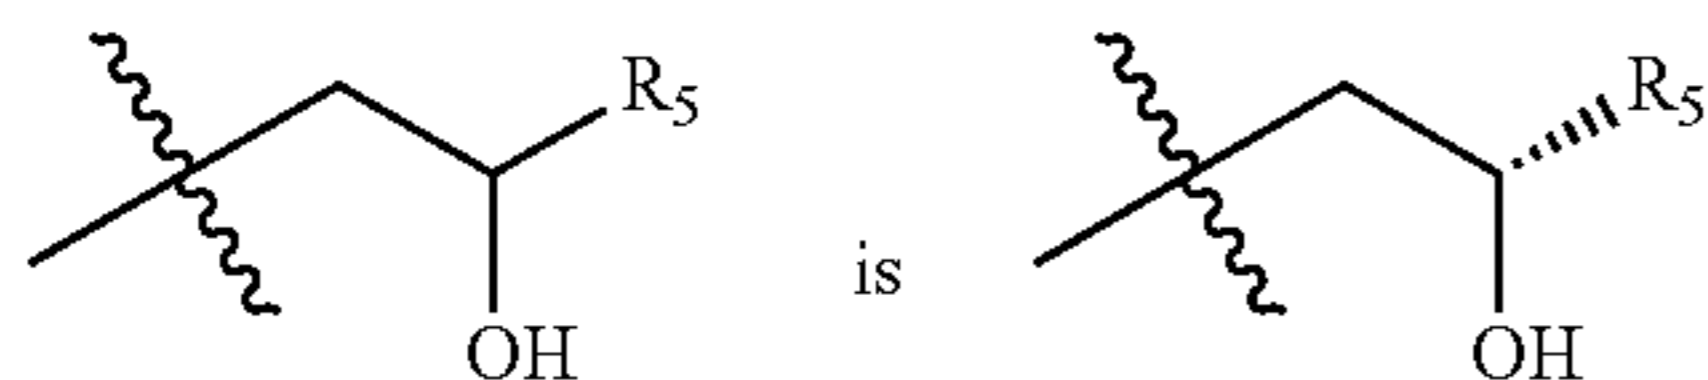 R₅ R₅
is
OH OH